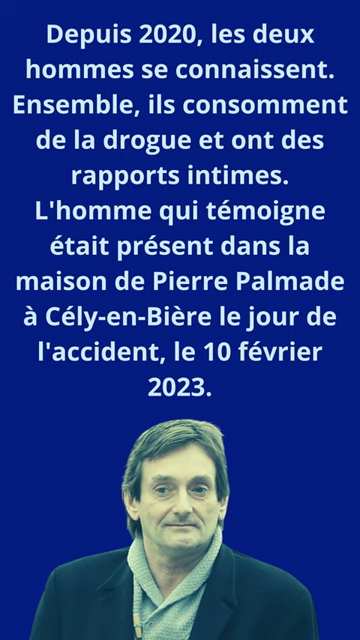 Depuis 2020, les deux
hommes se connaissent.
Ensemble, ils consomment
de la drogue et ont des
rapports intimes.
L'homme qui témoigne
était présent dans la
maison de Pierre Palmade
à Cély-en-Bière le jour de
l'accident, le 10 février
2023.